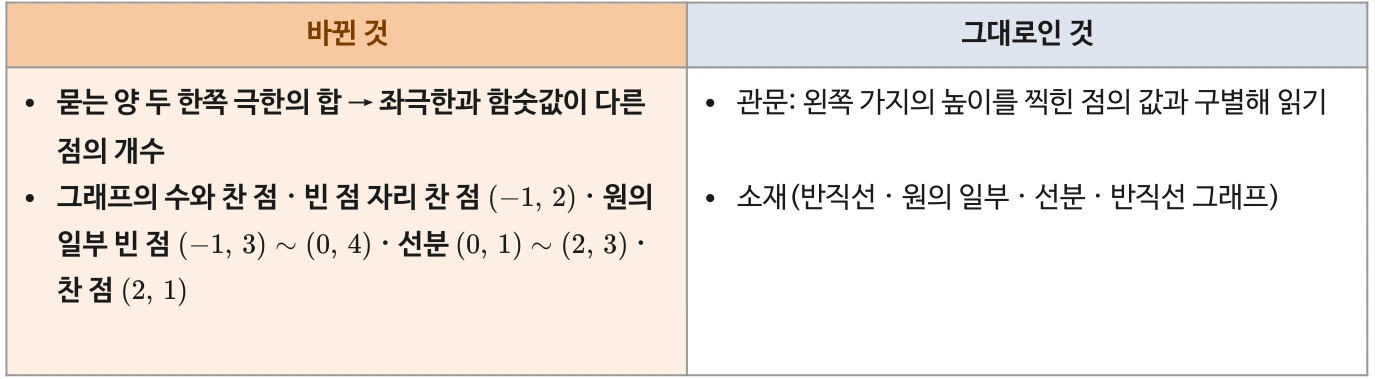 바뀐 것
그대로인 것
• 묻는 양 두 한쪽 극한의 합 → 좌극한과 함숫값이 다른
점의 개수
• 그래프의 수와 찬 점 · 빈 점 자리 찬 점 (−1, 2) · 원의
일부 빈 점 (−1, 3) ∼ (0, 4) · 선분 (0, 1) ∼ (2, 3) ·
찬 점 (2, 1)
• 관문: 왼쪽 가지의 높이를 찍힌 점의 값과 구별해 읽기
• 소재(반직선 · 원의 일부 · 선분 · 반직선 그래프)